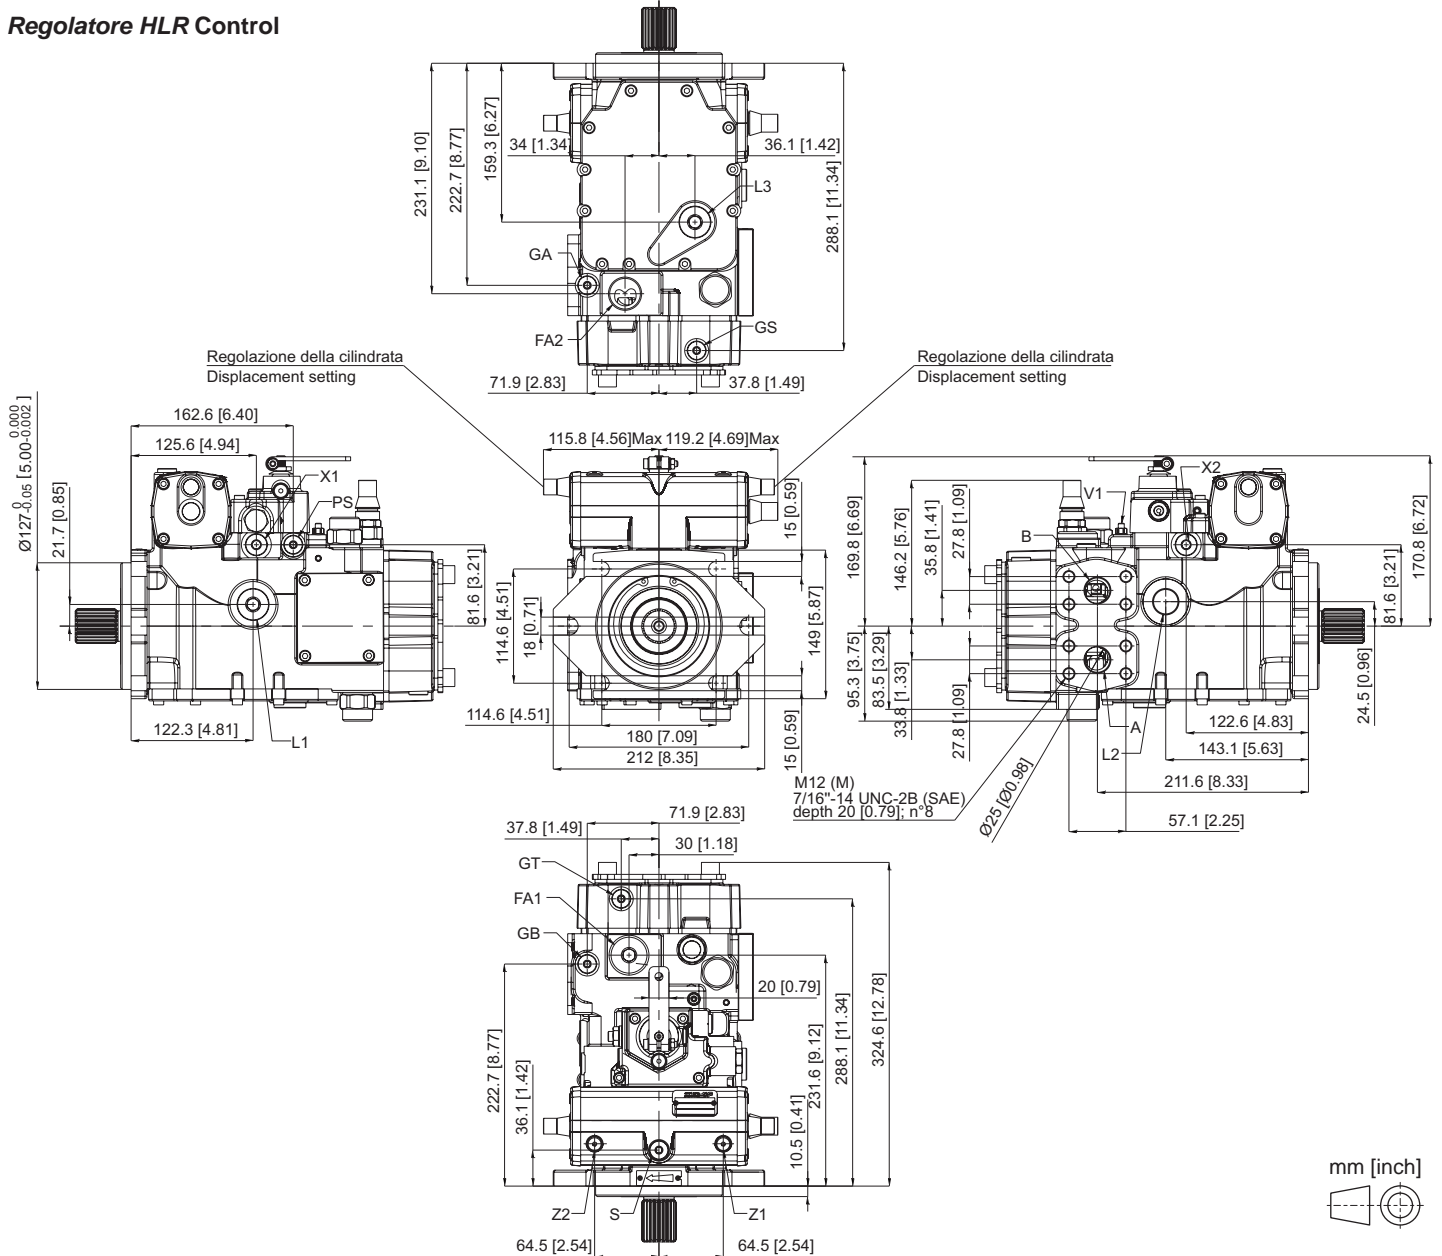 Regolatore HLR Control
231.1 [9.10]
222.7 [8.77]
159.3 [6.27]
34 [1.34]
36.1 [1.42]
288.1 [11.34]
L3
GA
FA2
GS
71.9 [2.83]
37.8 [1.49]
Regolazione della cilindrata
Displacement setting
Regolazione della cilindrata
Displacement setting
162.6 [6.40]
125.6 [4.94]
X1
PS
Ø127 0 -0.05 [5.00 0.000 -0.002]
21.7 [0.85]
81.6 [3.21]
122.3 [4.81]
L1
115.8 [4.56]Max
119.2 [4.69]Max
15 [0.59]
114.6 [4.51]
18 [0.71]
149 [5.87]
114.6 [4.51]
180 [7.09]
212 [8.35]
15 [0.59]
169.8 [6.69]
146.2 [5.76]
35.8 [1.41]
27.8 [1.09]
X2
V1
B
170.8 [6.72]
81.6 [3.21]
95.3 [3.75]
83.5 [3.29]
33.8 [1.33]
27.8 [1.09]
24.5 [0.96]
A
L2
122.6 [4.83]
143.1 [5.63]
211.6 [8.33]
57.1 [2.25]
Ø25 [Ø0.98]
M12 (M)
7/16"-14 UNC-2B (SAE)
depth 20 [0.79]; n°8
71.9 [2.83]
37.8 [1.49]
30 [1.18]
GT
FA1
GB
20 [0.79]
222.7 [8.77]
36.1 [1.42]
10.5 [0.41]
231.6 [9.12]
288.1 [11.34]
324.6 [12.78]
Z2
S
Z1
64.5 [2.54]
64.5 [2.54]
mm [inch]